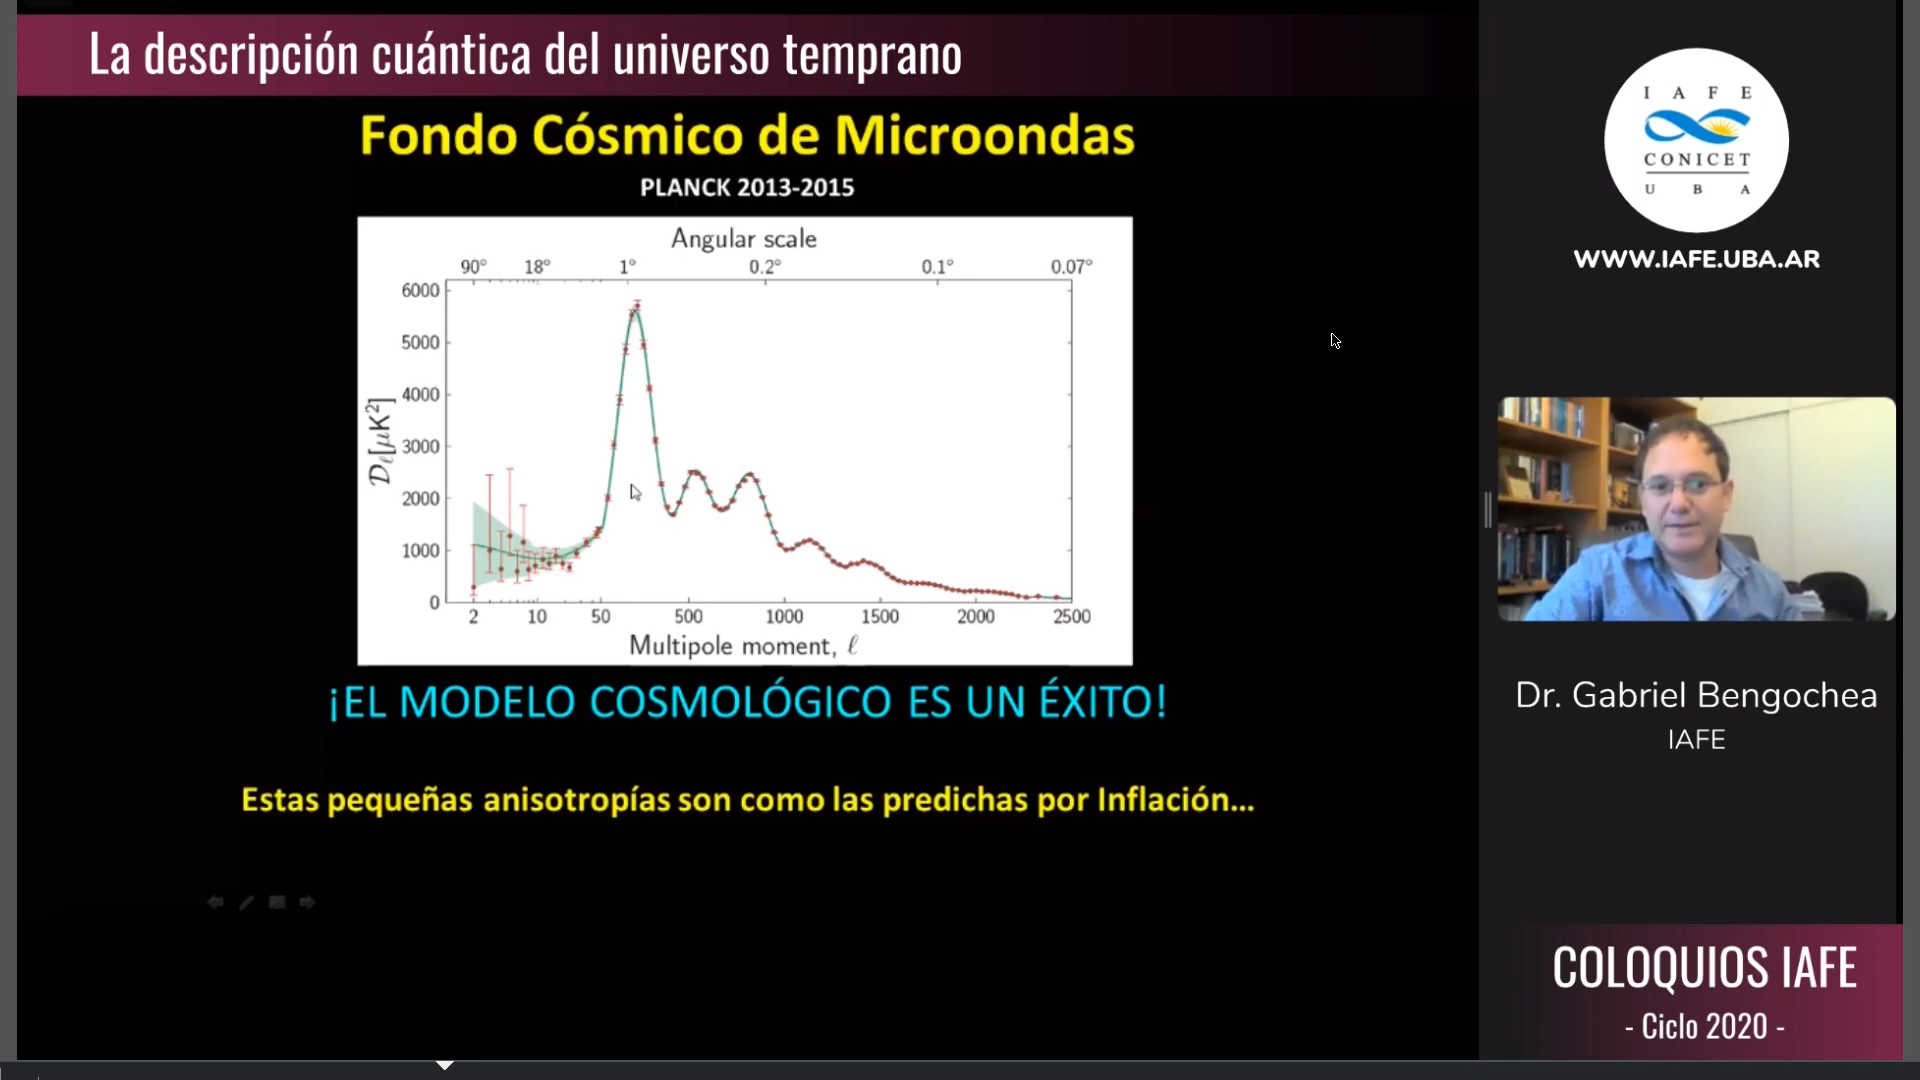 La descripción cuántica del universo temprano
Fondo Cósmico de Microondas
PLANCK 2013-2015
Angular scale
90° 18° 1° 0.2° 0.1° 0.07°
6000
5000
4000
3000
2000
1000
0
𝒟ℓ[μK²]
2 10 50 500 1000 1500 2000 2500
Multipole moment, ℓ
¡EL MODELO COSMOLÓGICO ES UN ÉXITO!
Estas pequeñas anisotropías son como las predichas por Inflación...
I A F E
CONICET
U B A
WWW.IAFE.UBA.AR
Dr. Gabriel Bengochea
IAFE
COLOQUIOS IAFE
- Ciclo 2020 -